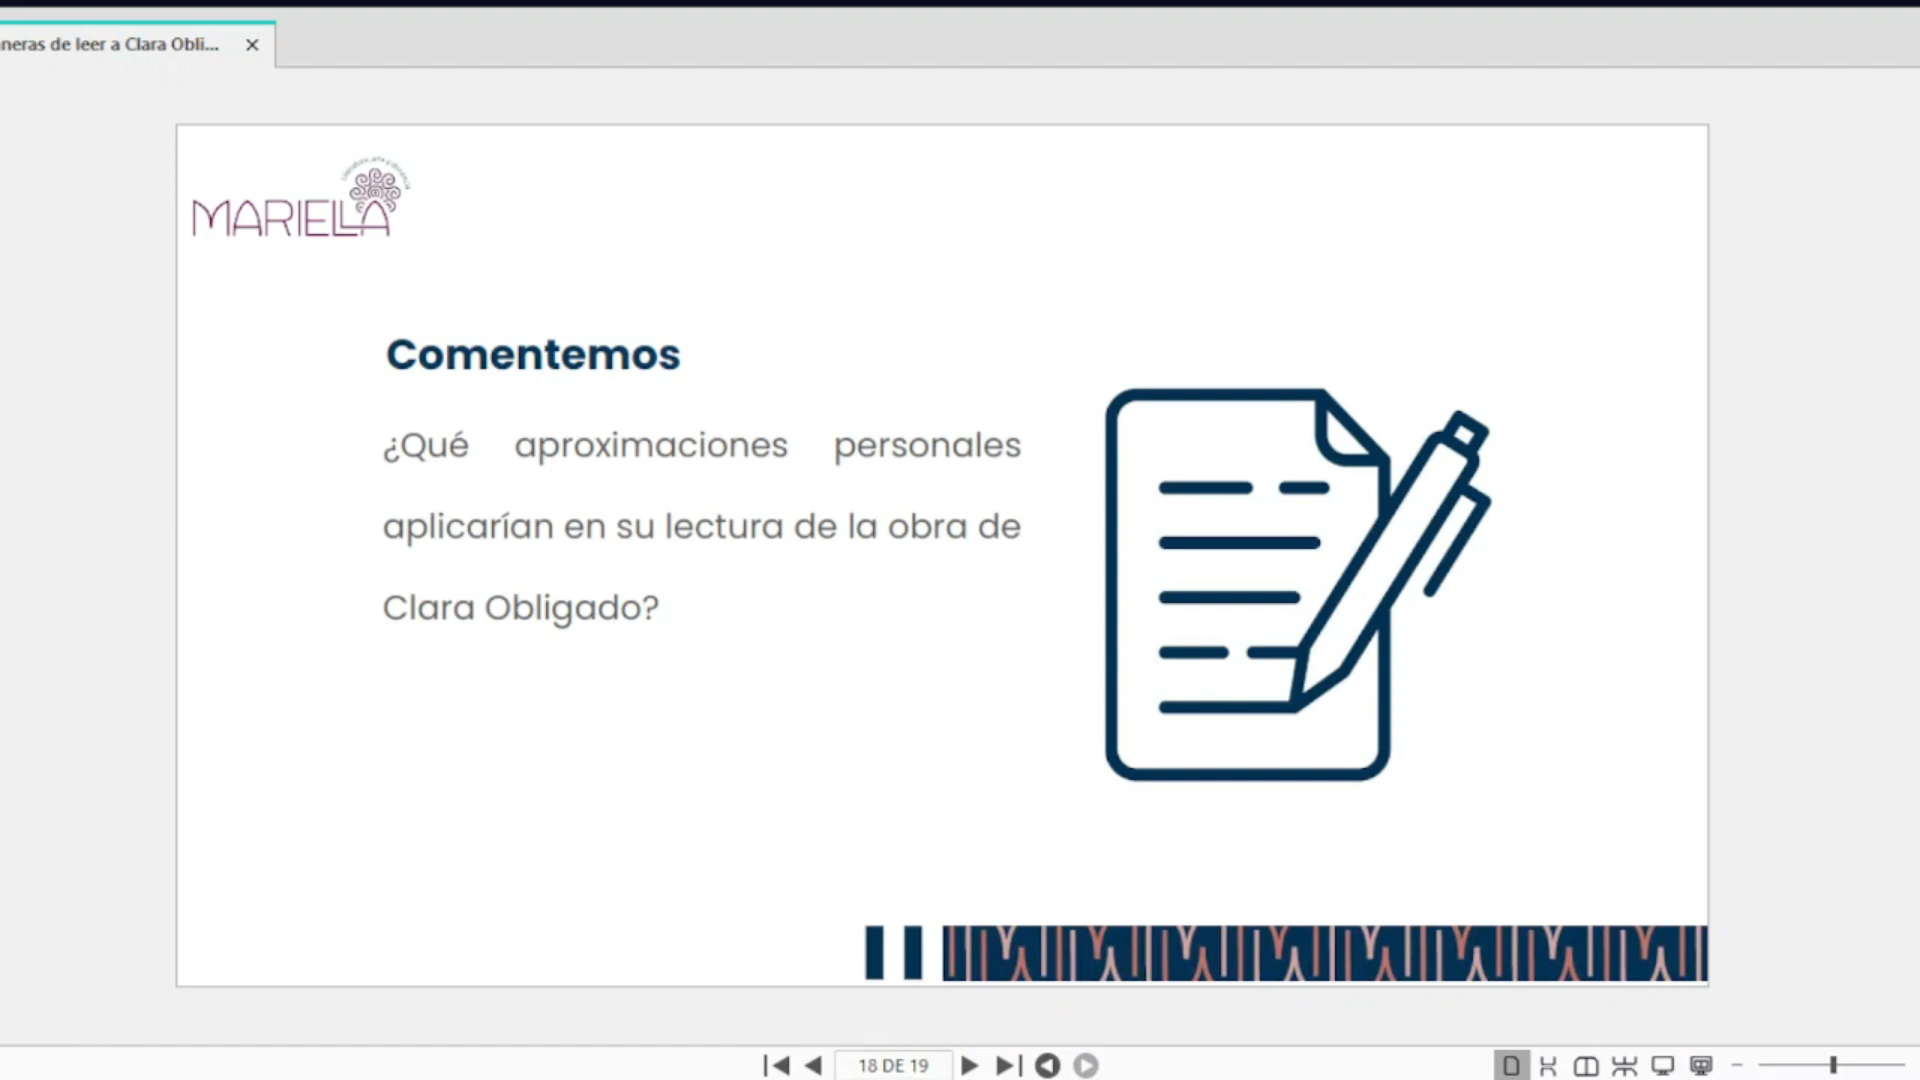 neras de leer a Clara Obli...
MARIELLA
Comentemos
¿Qué aproximaciones personales
aplicarían en su lectura de la obra de
Clara Obligado?
18 DE 19